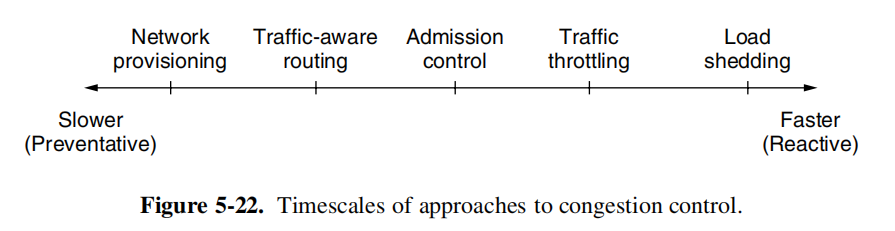 Network provisioning
Traffic-aware routing
Admission control
Traffic throttling
Load shedding
Slower (Preventative)
Faster (Reactive)
Figure 5-22. Timescales of approaches to congestion control.